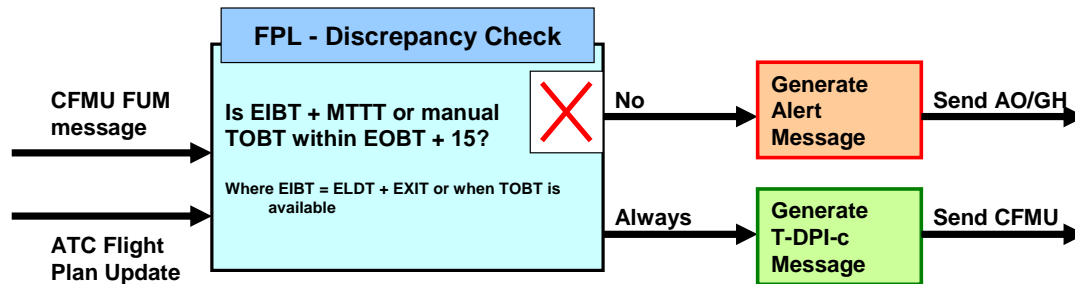 FPL - Discrepancy Check
CFMU FUM
message
ATC Flight
Plan Update
Is EIBT + MTTT or manual
TOBT within EOBT + 15?
Where EIBT = ELDT + EXIT or when TOBT is
available
No
Generate
Alert
Message
Send AO/GH
Always
Generate
T-DPI-c
Message
Send CFMU